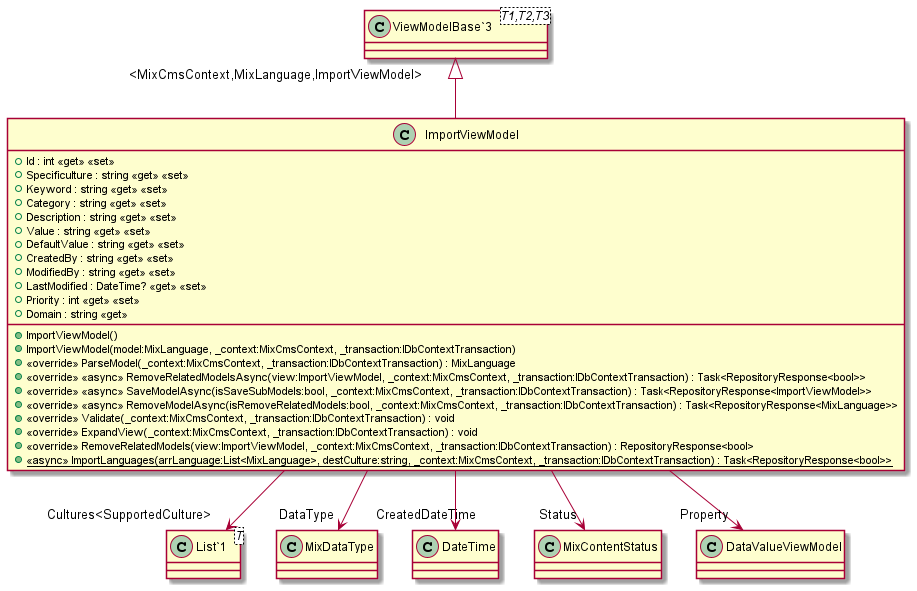 C ViewModelBase`3 T1,T2,T3
<MixCmsContext,MixLanguage,ImportViewModel>
C ImportViewModel
Id : int «get» «set»
Specificulture : string «get» «set»
Keyword : string «get» «set»
Category : string «get» «set»
Description : string «get» «set»
Value : string «get» «set»
DefaultValue : string «get» «set»
CreatedBy : string «get» «set»
ModifiedBy : string «get» «set»
LastModified : DateTime? «get» «set»
Priority : int «get» «set»
Domain : string «get»
ImportViewModel()
ImportViewModel(model:MixLanguage, _context:MixCmsContext, _transaction:IDbContextTransaction)
«override» ParseModel(_context:MixCmsContext, _transaction:IDbContextTransaction) : MixLanguage
«override» «async» RemoveRelatedModelsAsync(view:ImportViewModel, _context:MixCmsContext, _transaction:IDbContextTransaction) : Task<RepositoryResponse<bool>>
«override» «async» SaveModelAsync(isSaveSubModels:bool, _context:MixCmsContext, _transaction:IDbContextTransaction) : Task<RepositoryResponse<ImportViewModel>>
«override» «async» RemoveModelAsync(isRemoveRelatedModels:bool, _context:MixCmsContext, _transaction:IDbContextTransaction) : Task<RepositoryResponse<MixLanguage>>
«override» Validate(_context:MixCmsContext, _transaction:IDbContextTransaction) : void
«override» ExpandView(_context:MixCmsContext, _transaction:IDbContextTransaction) : void
«override» RemoveRelatedModels(view:ImportViewModel, _context:MixCmsContext, _transaction:IDbContextTransaction) : RepositoryResponse<bool>
«async» ImportLanguages(arrLanguage:List<MixLanguage>, destCulture:string, _context:MixCmsContext, _transaction:IDbContextTransaction) : Task<RepositoryResponse<bool>>
Cultures<SupportedCulture> DataType CreatedDateTime Status Property
C List`1 T C MixDataType C DateTime C MixContentStatus C DataValueViewModel